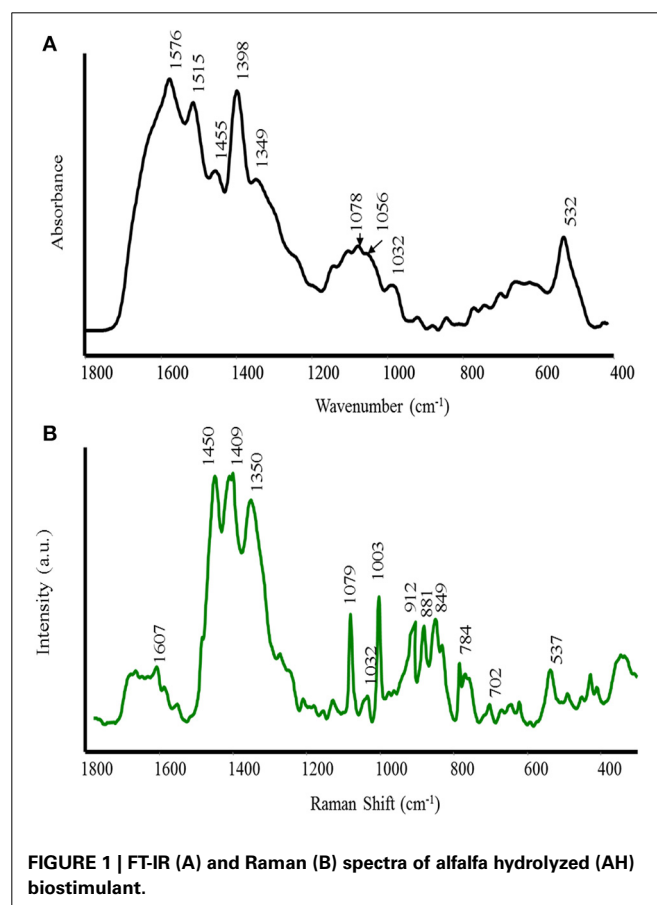 A
1576
1515
1398
1455
1349
1078
1056
1032
532
Absorbance
1800 1600 1400 1200 1000 800 600 400
Wavenumber (cm-1)
B
1450
1409
1350
1607
1079
1032
1003
912
881
849
784
702
537
Intensity (a.u.)
1800 1600 1400 1200 1000 800 600 400
Raman Shift (cm-1)
FIGURE 1 | FT-IR (A) and Raman (B) spectra of alfalfa hydrolyzed (AH)
biostimulant.